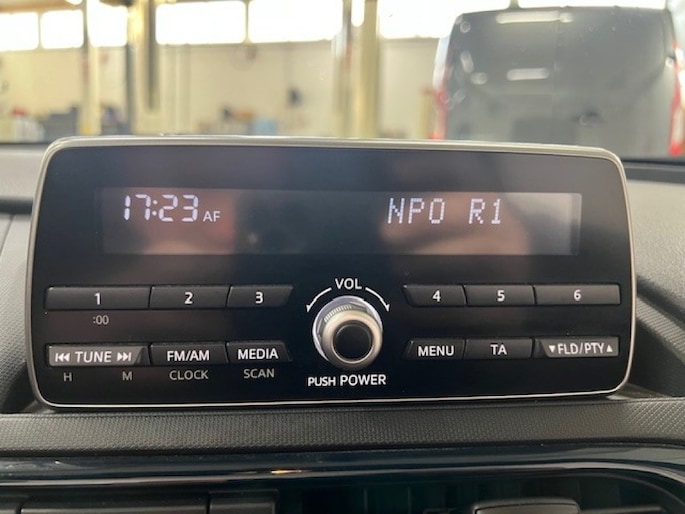 17:23 AF NPO R1
VOL
1 2 3 4 5 6
:00
⏮ TUNE ⏭ FM/AM MEDIA MENU TA ▼FLD/PTY▲
H M CLOCK SCAN
PUSH POWER